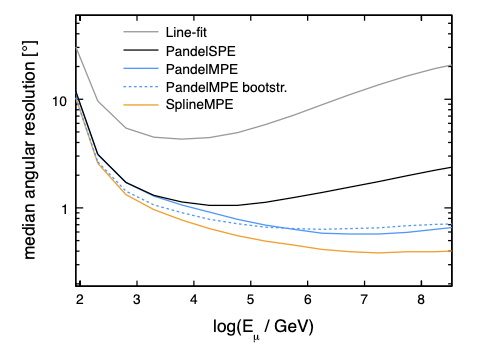 Line-fit
PandelSPE
PandelMPE
PandelMPE bootstr.
SplineMPE
median angular resolution [°]
10
1
2 3 4 5 6 7 8
log(Eμ / GeV)